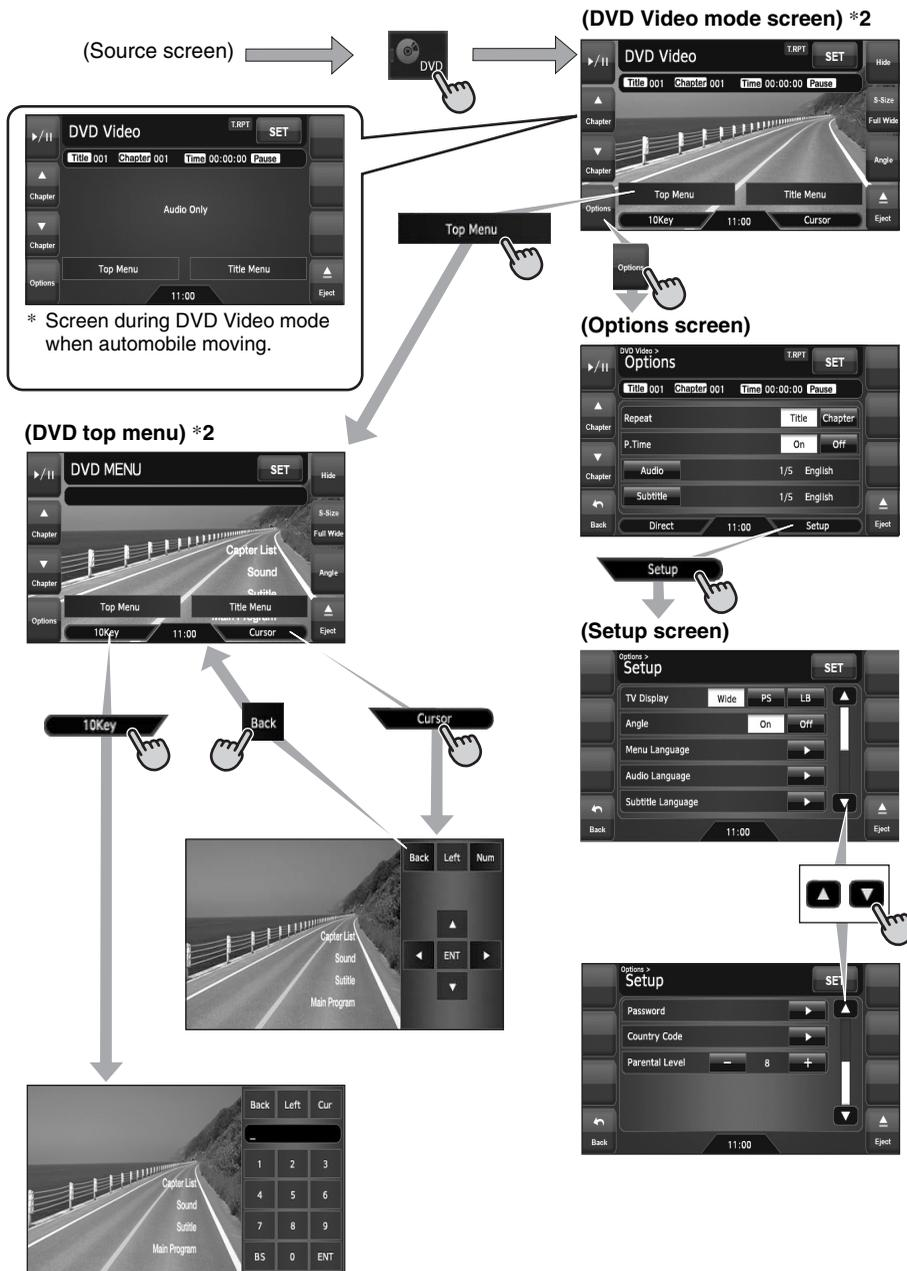 (Source screen)
DVD
(DVD Video mode screen) *2
▶/II DVD Video T.RPT SET Hide
Title 001 Chapter 001 Time 00:00:00 Pause
▲ Chapter
S-Size Full Wide
▼ Chapter
Angle
Top Menu Title Menu
Options 10Key 11:00 Cursor Eject
▶/II DVD Video T.RPT SET
Title 001 Chapter 001 Time 00:00:00 Pause
▲ Chapter
Audio Only
▼ Chapter
Top Menu Title Menu
Options 11:00 Eject
* Screen during DVD Video mode
when automobile moving.
Top Menu
Options
(Options screen)
DVD Video >
▶/II Options T.RPT SET
Title 001 Chapter 001 Time 00:00:00 Pause
▲ Chapter
Repeat Title Chapter
P.Time On Off
▼ Chapter
Audio 1/5 English
Subtitle 1/5 English
Back Direct 11:00 Setup Eject
Setup
(DVD top menu) *2
▶/II DVD MENU SET Hide
▲ Chapter
S-Size Full Wide
Capter List
▼ Chapter
Sound
Angle
Sutitle
Top Menu Title Menu
Main Program
Options 10Key 11:00 Cursor Eject
10Key
Back
Cursor
(Setup screen)
Options >
Setup SET
TV Display Wide PS LB
Angle On Off
Menu Language
Audio Language
Subtitle Language
Back 11:00 Eject
Back Left Num
Capter List
Sound
Sutitle
Main Program
ENT
Options >
Setup SET
Password
Country Code
Parental Level − 8 +
Back 11:00 Eject
Back Left Cur
_
1 2 3
4 5 6
7 8 9
BS 0 ENT
Capter List
Sound
Sutitle
Main Program